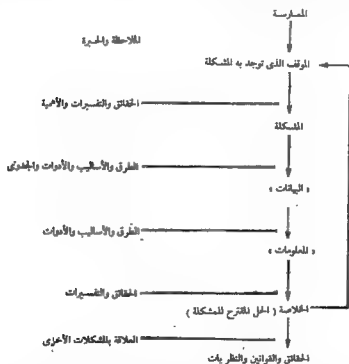 الممارسة
الملاحظة والخبرة
الموقف الذى توجد به المشكلة
الحقائق والتفسيرات والأهمية
المشكلة
الطرق والأساليب والأدوات والجدوى
« البيانات »
الطرق والأساليب والأدوات
« المعلومات »
الحقائق والتفسيرات
الخلاصة ( الحل المقترح للمشكلة )
العلاقة بالمشكلات الأخرى
الحقائق والقوانين والنظريات